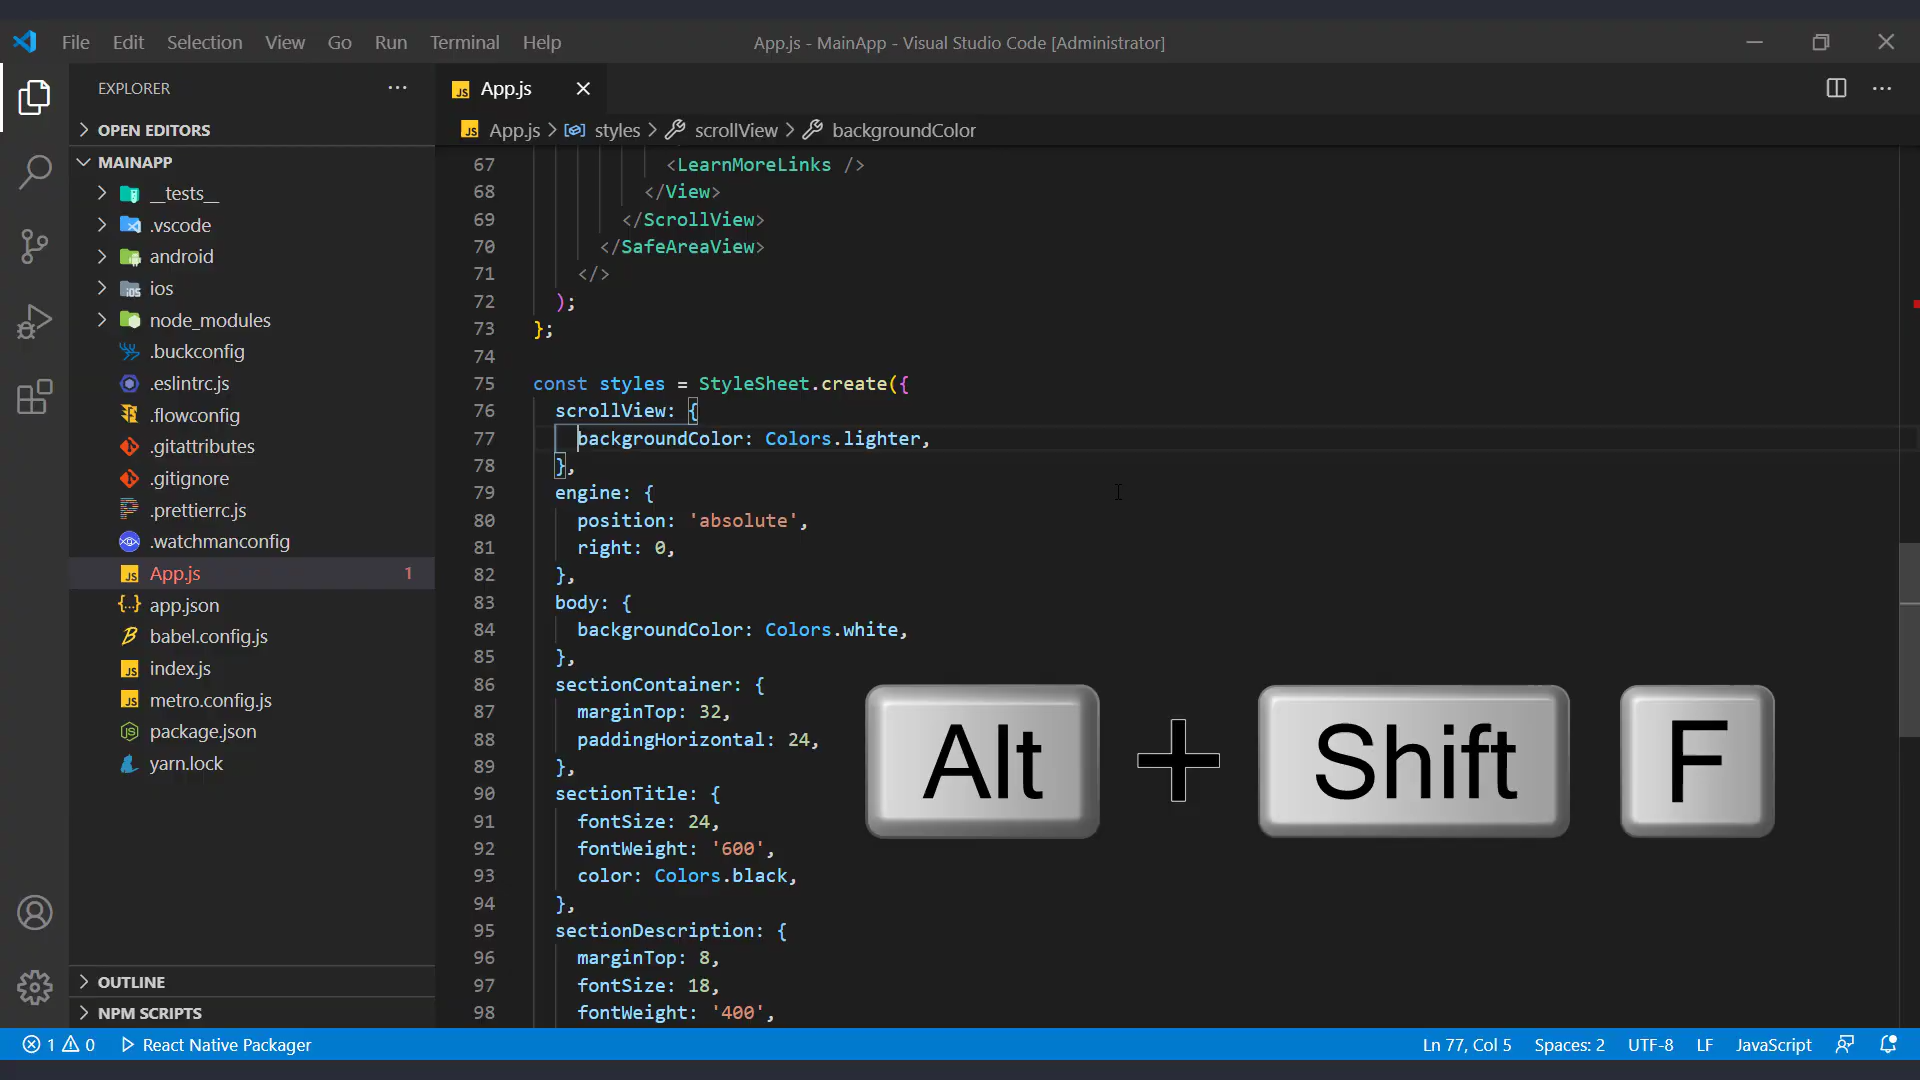 File Edit Selection View Go Run Terminal Help
App.js - MainApp - Visual Studio Code [Administrator]
EXPLORER
OPEN EDITORS
MAINAPP
__tests__
.vscode
android
ios
node_modules
.buckconfig
.eslintrc.js
.flowconfig
.gitattributes
.gitignore
.prettierrc.js
.watchmanconfig
App.js 1
app.json
babel.config.js
index.js
metro.config.js
package.json
yarn.lock
OUTLINE
NPM SCRIPTS
App.js
App.js > styles > scrollView > backgroundColor
67 <LearnMoreLinks />
68 </View>
69 </ScrollView>
70 </SafeAreaView>
71 </>
72 );
73 };
74
75 const styles = StyleSheet.create({
76 scrollView: {
77 backgroundColor: Colors.lighter,
78 },
79 engine: {
80 position: 'absolute',
81 right: 0,
82 },
83 body: {
84 backgroundColor: Colors.white,
85 },
86 sectionContainer: {
87 marginTop: 32,
88 paddingHorizontal: 24,
89 },
90 sectionTitle: {
91 fontSize: 24,
92 fontWeight: '600',
93 color: Colors.black,
94 },
95 sectionDescription: {
96 marginTop: 8,
97 fontSize: 18,
98 fontWeight: '400',
Alt + Shift F
1 0 React Native Packager
Ln 77, Col 5 Spaces: 2 UTF-8 LF JavaScript